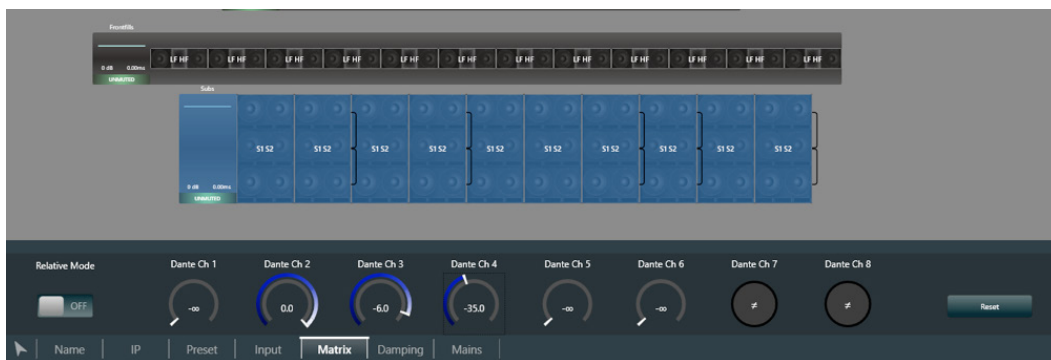 Frontfills
LF HF LF HF LF HF LF HF LF HF LF HF LF HF LF HF LF HF LF HF LF HF LF HF
0 dB 0.00ms
UNMUTED
Subs
S1 S2 S1 S2 S1 S2 S1 S2 S1 S2 S1 S2 S1 S2 S1 S2 S1 S2 S1 S2
0 dB 0.00ms
UNMUTED
Relative Mode Dante Ch 1 Dante Ch 2 Dante Ch 3 Dante Ch 4 Dante Ch 5 Dante Ch 6 Dante Ch 7 Dante Ch 8
OFF -∞ 0.0 -6.0 -35.0 -∞ -∞ ≠ ≠ Reset
Name IP Preset Input Matrix Damping Mains